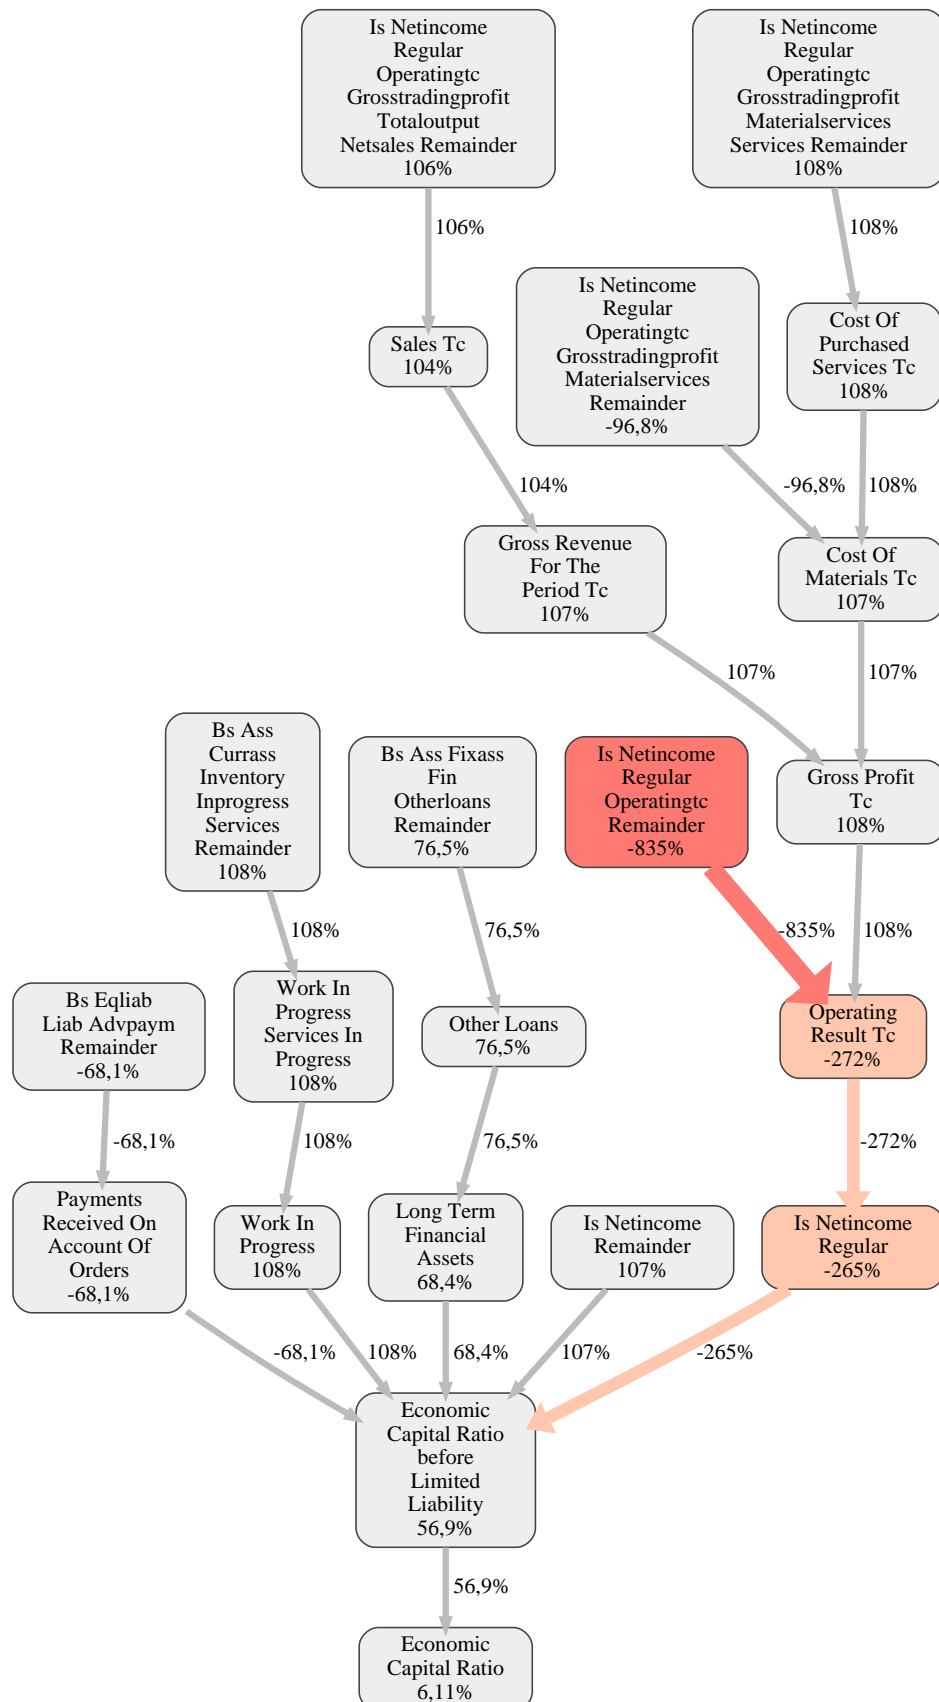 Is Netincome
Regular
Operatingtc
Grosstradingprofit
Totaloutput
Netsales Remainder
106%
Is Netincome
Regular
Operatingtc
Grosstradingprofit
Materialservices
Services Remainder
108%
106%
108%
Is Netincome
Regular
Operatingtc
Grosstradingprofit
Materialservices
Remainder
-96,8%
Cost Of
Purchased
Services Tc
108%
Sales Tc
104%
104%
-96,8%
108%
Gross Revenue
For The
Period Tc
107%
Cost Of
Materials Tc
107%
107%
107%
Bs Ass
Currass
Inventory
Inprogress
Services
Remainder
108%
Bs Ass Fixass
Fin
Otherloans
Remainder
76,5%
Is Netincome
Regular
Operatingtc
Remainder
-835%
Gross Profit
Tc
108%
108%
76,5%
-835%
108%
Bs Eqliab
Liab Advpaym
Remainder
-68,1%
Work In
Progress
Services In
Progress
108%
Other Loans
76,5%
Operating
Result Tc
-272%
-68,1%
108%
76,5%
-272%
Payments
Received On
Account Of
Orders
-68,1%
Work In
Progress
108%
Long Term
Financial
Assets
68,4%
Is Netincome
Remainder
107%
Is Netincome
Regular
-265%
-68,1%
108%
68,4%
107%
-265%
Economic
Capital Ratio
before
Limited
Liability
56,9%
56,9%
Economic
Capital Ratio
6,11%